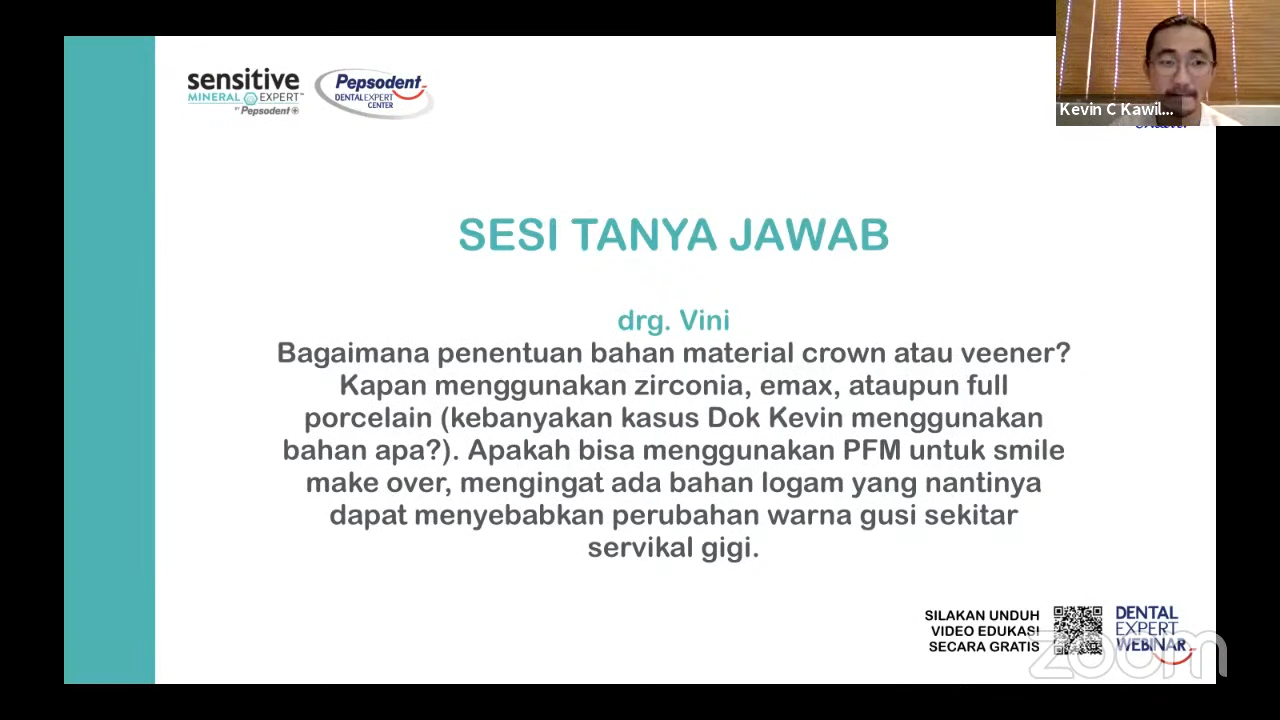 sensitive
MINERAL EXPERT™
BY Pepsodent
Pepsodent
DENTAL EXPERT
CENTER
Kevin C Kawil...
SESI TANYA JAWAB
drg. Vini
Bagaimana penentuan bahan material crown atau veener?
Kapan menggunakan zirconia, emax, ataupun full
porcelain (kebanyakan kasus Dok Kevin menggunakan
bahan apa?). Apakah bisa menggunakan PFM untuk smile
make over, mengingat ada bahan logam yang nantinya
dapat menyebabkan perubahan warna gusi sekitar
servikal gigi.
SILAKAN UNDUH
VIDEO EDUKASI
SECARA GRATIS
DENTAL
EXPERT
WEBINAR
zoom